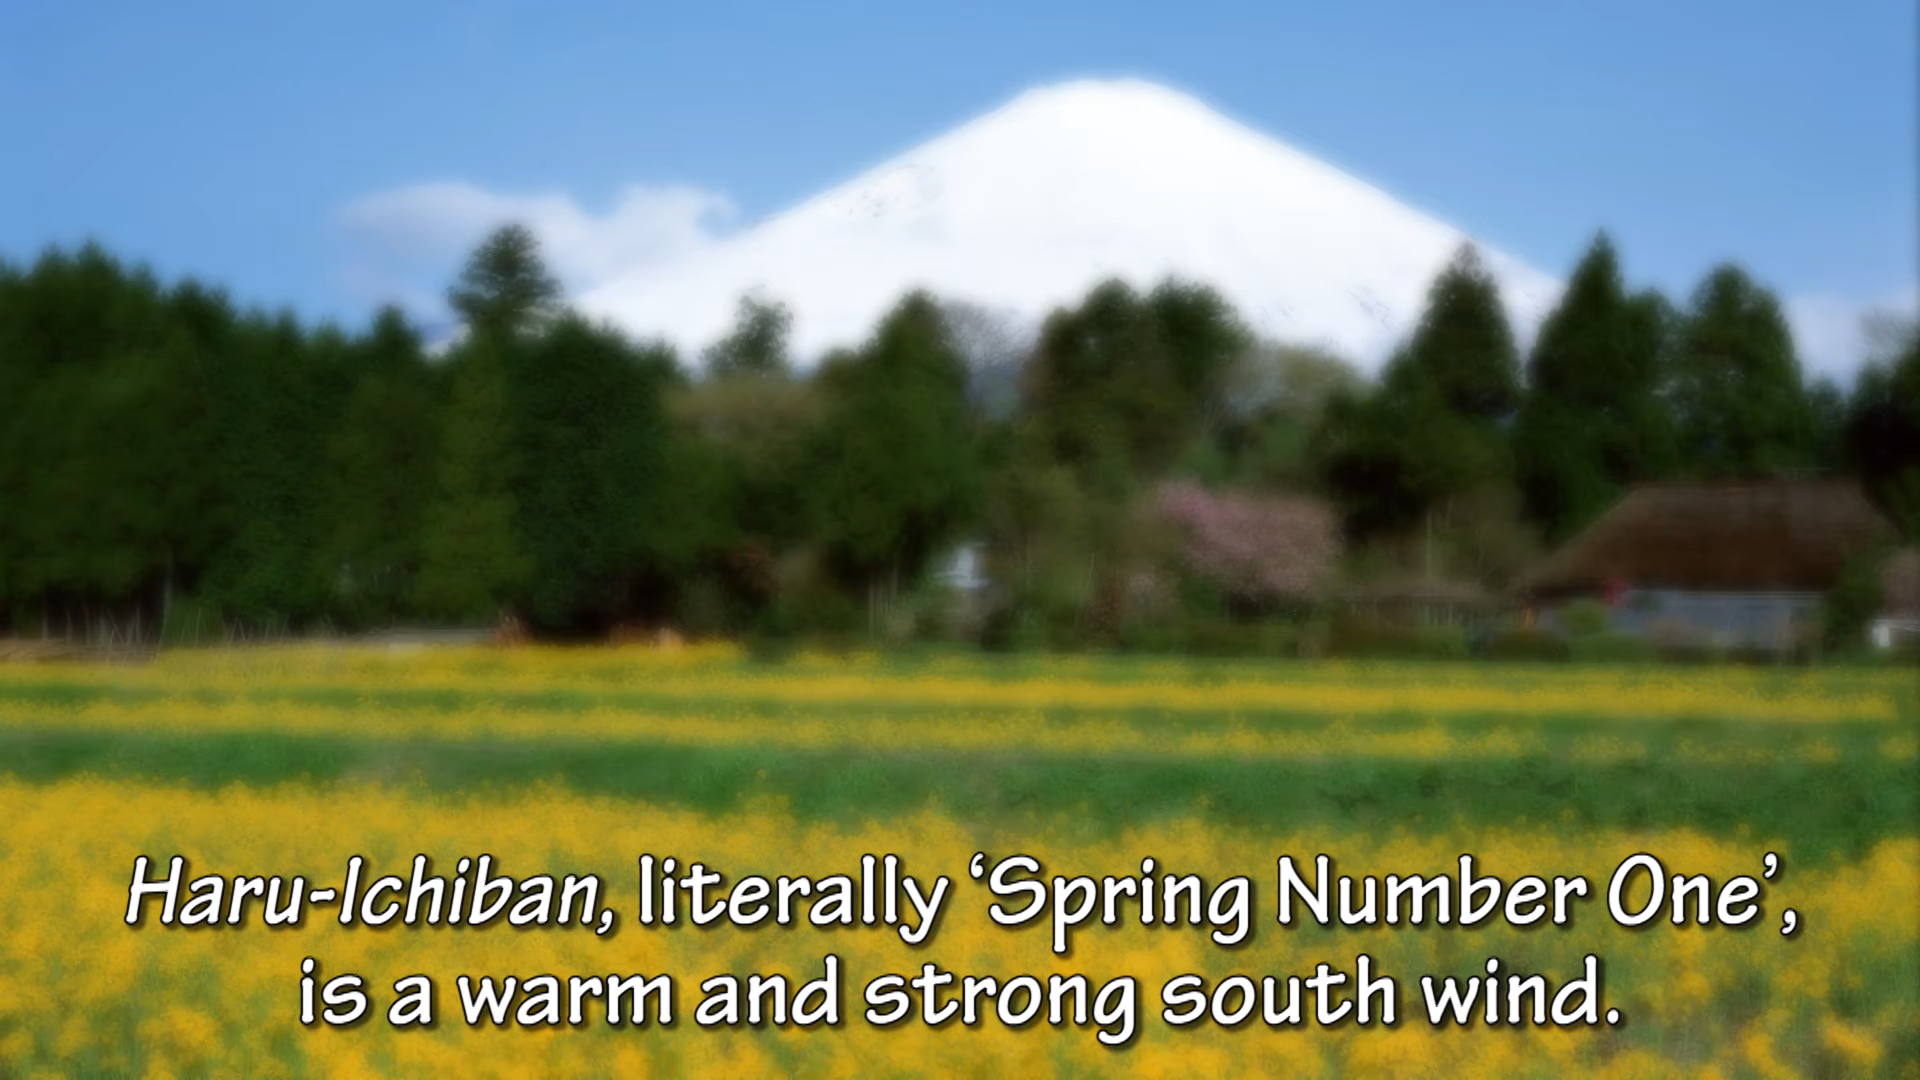 Haru-Ichiban, literally ‘Spring Number One’,
is a warm and strong south wind.